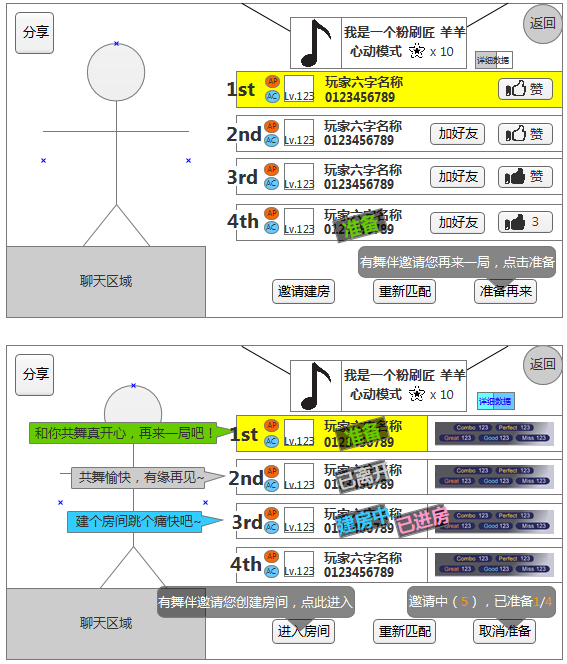 分享
我是一个粉刷匠 羊羊
心动模式 x 10
返回
详细数据
1st AP AC Lv.123 玩家六字名称 0123456789 赞
2nd AP AC Lv.123 玩家六字名称 0123456789 加好友 赞
3rd AP AC Lv.123 玩家六字名称 0123456789 加好友 赞
4th AP AC Lv.123 玩家六字名称 准备 加好友 3
有舞伴邀请您再来一局，点击准备
聊天区域
邀请建房 重新匹配 准备再来
分享
我是一个粉刷匠 羊羊
心动模式 x 10
返回
详细数据
和你共舞真开心，再来一局吧！
1st AP AC Lv.123 玩家六字名称 0123456789 准备
Combo 123 Perfect 123
Great 123 Good 123 Miss 123
共舞愉快，有缘再见~
2nd AP AC Lv.123 玩家六字名称 0123456789 已离开
Combo 123 Perfect 123
Great 123 Good 123 Miss 123
建个房间跳个痛快吧~
3rd AP AC Lv.123 玩家六字名称 0123456789 建房中 已进房
Combo 123 Perfect 123
Great 123 Good 123 Miss 123
4th AP AC Lv.123 玩家六字名称 0123456789
Combo 123 Perfect 123
Great 123 Good 123 Miss 123
有舞伴邀请您创建房间，点此进入
邀请中（5），已准备1/4
聊天区域
进入房间 重新匹配 取消准备